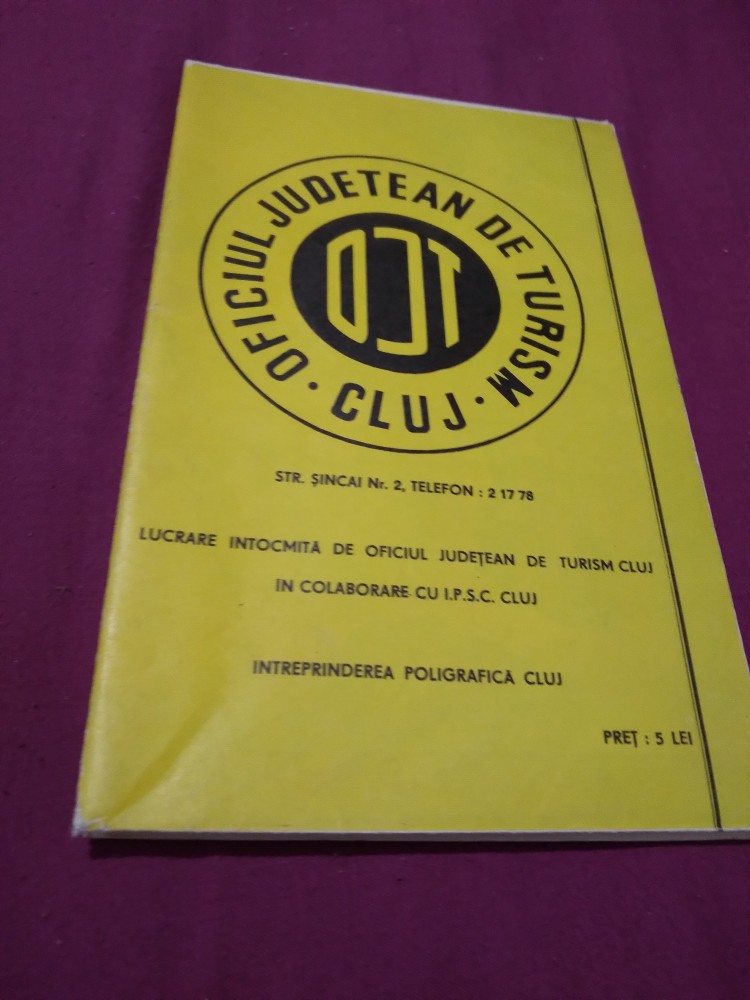 OFICIUL JUDETEAN DE TURISM
· CLUJ ·
OJT
STR. ȘINCAI Nr. 2, TELEFON : 2 17 78
LUCRARE INTOCMITĂ DE OFICIUL JUDEȚEAN DE TURISM CLUJ
IN COLABORARE CU I.P.S.C. CLUJ
INTREPRINDEREA POLIGRAFICĂ CLUJ
PREȚ : 5 LEI